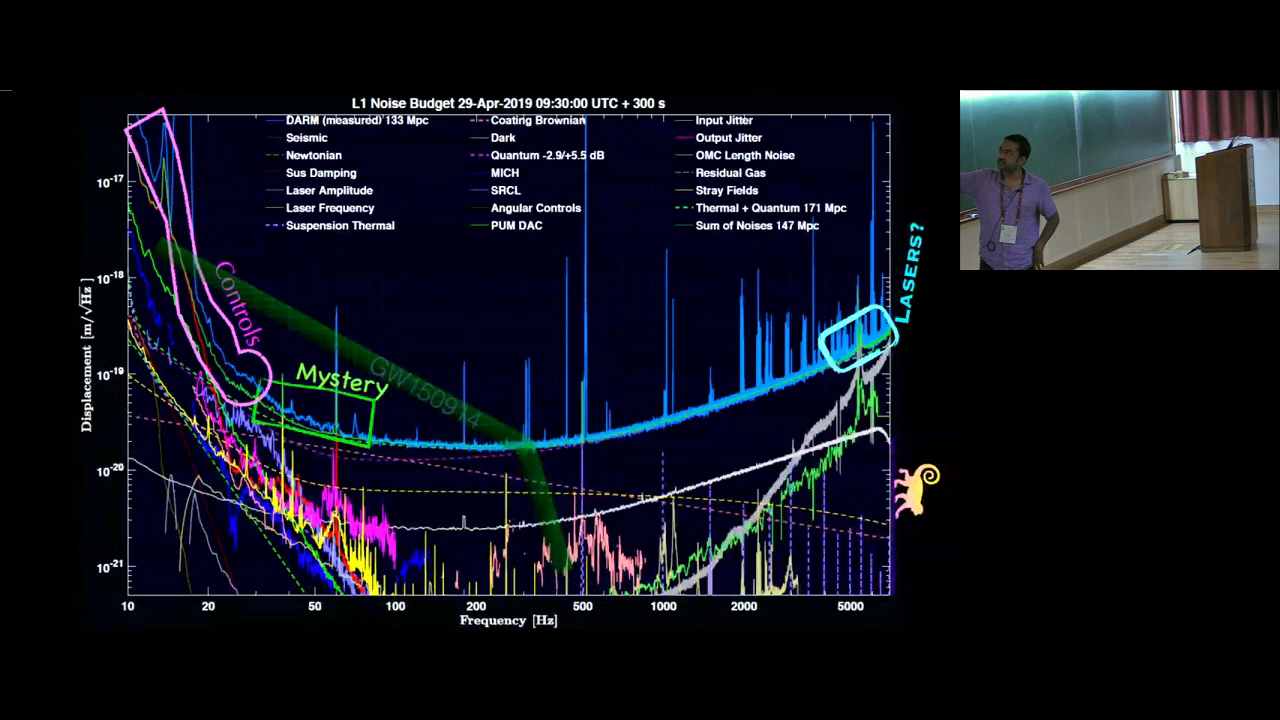 L1 Noise Budget 29-Apr-2019 09:30:00 UTC + 300 s
DARM (measured) 133 Mpc
Seismic
Newtonian
Sus Damping
Laser Amplitude
Laser Frequency
Suspension Thermal
Coating Brownian
Dark
Quantum -2.9/+5.5 dB
MICH
SRCL
Angular Controls
PUM DAC
Input Jitter
Output Jitter
OMC Length Noise
Residual Gas
Stray Fields
Thermal + Quantum 171 Mpc
Sum of Noises 147 Mpc
Controls
Mystery
GW150914
LASERS?
Displacement [m/√Hz]
10⁻¹⁷
10⁻¹⁸
10⁻¹⁹
10⁻²⁰
10⁻²¹
10 20 50 100 200 500 1000 2000 5000
Frequency [Hz]